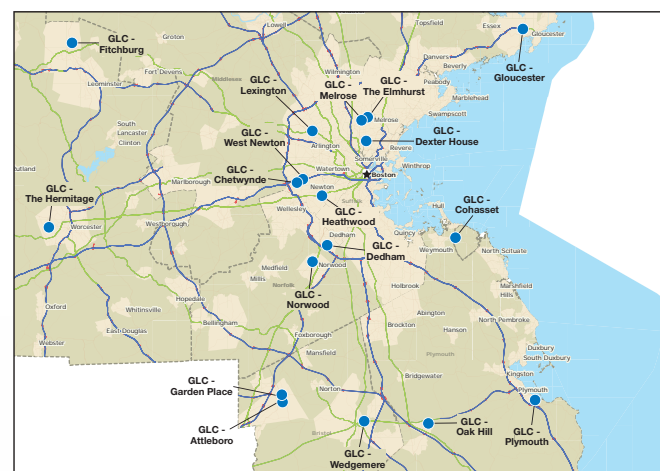 Lowell
Topsfield
Essex
Gloucester
GLC -
Fitchburg
Groton
Wilmington
Danvers
Beverly
GLC -
Gloucester
Leominster
Fort Devens
Middlesex
GLC -
Lexington
GLC -
Melrose
GLC -
The Elmhurst
Peabody
Marblehead
Swampscott
South
Lancaster
Clinton
GLC -
West Newton
Arlington
Melrose
Revere
GLC -
Dexter House
Rutland
GLC -
The Hermitage
Marlborough
GLC -
Chetwynde
Watertown
Somerville
Winthrop
Boston
Newton
Suffolk
Wellesley
GLC -
Heathwood
Hull
GLC -
Cohasset
Worcester
Westborough
Dedham
Quincy
Weymouth
North Scituate
GLC -
Dedham
Medfield
Norwood
Millis
Norfolk
Holbrook
Marshfield
Hills
Oxford
Whitinsville
Hopedale
GLC -
Norwood
Abington
North Pembroke
East Douglas
Bellingham
Foxborough
Brockton
Hanson
Webster
Mansfield
Plymouth
Duxbury
South Duxbury
Bridgewater
Kingston
GLC -
Garden Place
Norton
Plymouth
GLC -
Attleboro
Bristol
GLC -
Wedgemere
GLC -
Oak Hill
GLC -
Plymouth